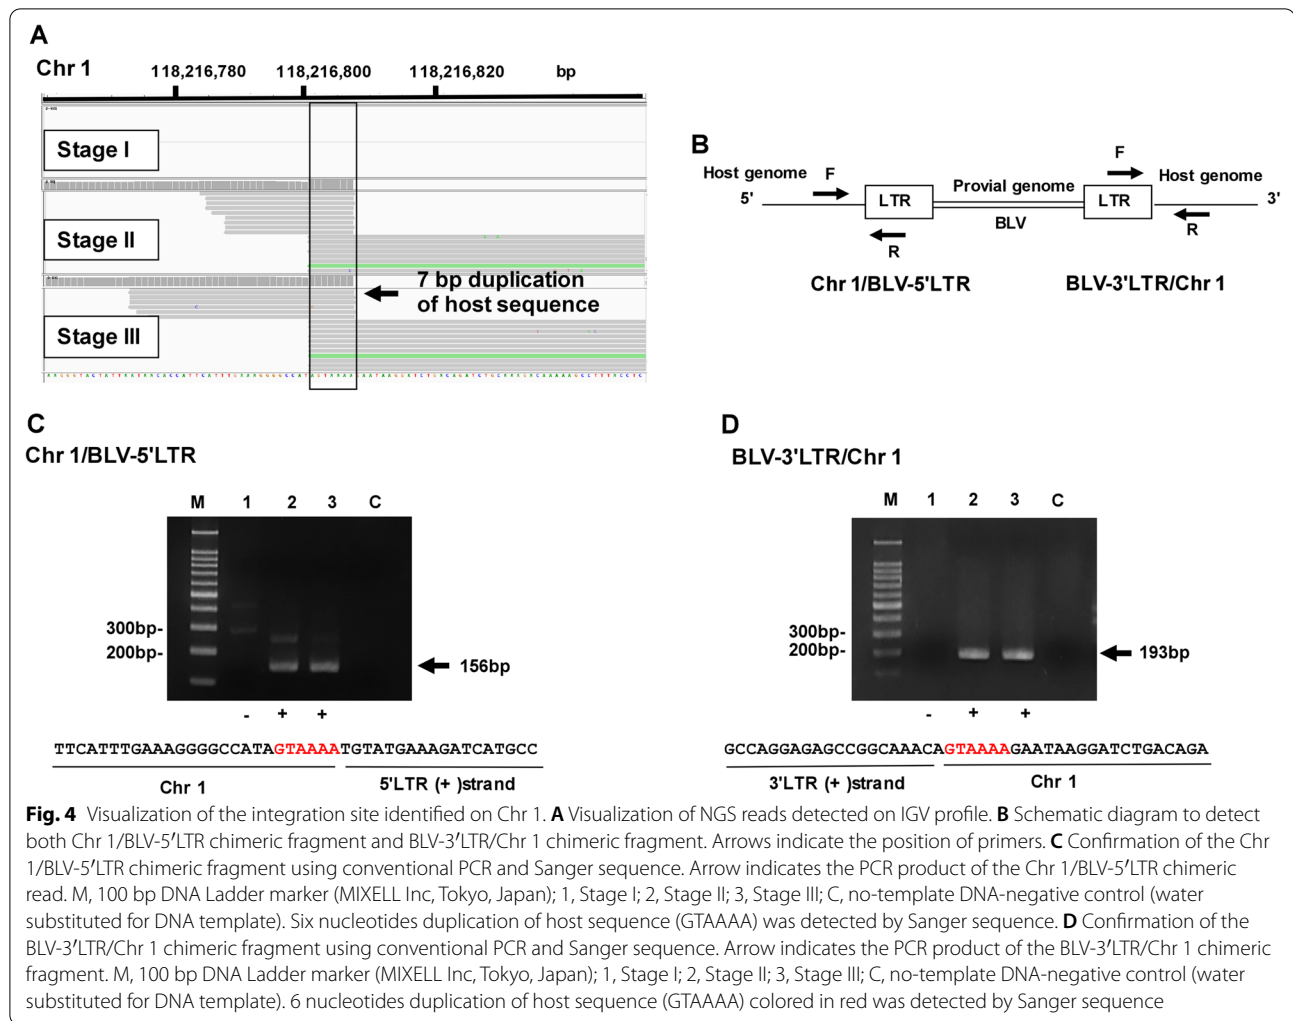 A
Chr 1
118,216,780 118,216,800 118,216,820 bp
Stage I
Stage II
7 bp duplication
of host sequence
Stage III
B
F
Host genome F Provial genome Host genome
5' LTR LTR 3'
BLV
R R
Chr 1/BLV-5'LTR BLV-3'LTR/Chr 1
C
Chr 1/BLV-5'LTR
M 1 2 3 C
300bp-
200bp-
156bp
- + +
TTCATTTGAAAGGGGCCATAGTAAAATGTATGAAAGATCATGCC
Chr 1 5'LTR (+ )strand
D
BLV-3'LTR/Chr 1
M 1 2 3 C
300bp-
200bp-
193bp
- + +
GCCAGGAGAGCCGGCAAACAGTAAAAGAATAAGGATCTGACAGA
3'LTR (+ )strand Chr 1
Fig. 4 Visualization of the integration site identified on Chr 1. A Visualization of NGS reads detected on IGV profile. B Schematic diagram to detect
both Chr 1/BLV-5′LTR chimeric fragment and BLV-3′LTR/Chr 1 chimeric fragment. Arrows indicate the position of primers. C Confirmation of the Chr
1/BLV-5′LTR chimeric fragment using conventional PCR and Sanger sequence. Arrow indicates the PCR product of the Chr 1/BLV-5′LTR chimeric
read. M, 100 bp DNA Ladder marker (MIXELL Inc, Tokyo, Japan); 1, Stage I; 2, Stage II; 3, Stage III; C, no-template DNA-negative control (water
substituted for DNA template). Six nucleotides duplication of host sequence (GTAAAA) was detected by Sanger sequence. D Confirmation of the
BLV-3′LTR/Chr 1 chimeric fragment using conventional PCR and Sanger sequence. Arrow indicates the PCR product of the BLV-3′LTR/Chr 1 chimeric
fragment. M, 100 bp DNA Ladder marker (MIXELL Inc, Tokyo, Japan); 1, Stage I; 2, Stage II; 3, Stage III; C, no-template DNA-negative control (water
substituted for DNA template). 6 nucleotides duplication of host sequence (GTAAAA) colored in red was detected by Sanger sequence